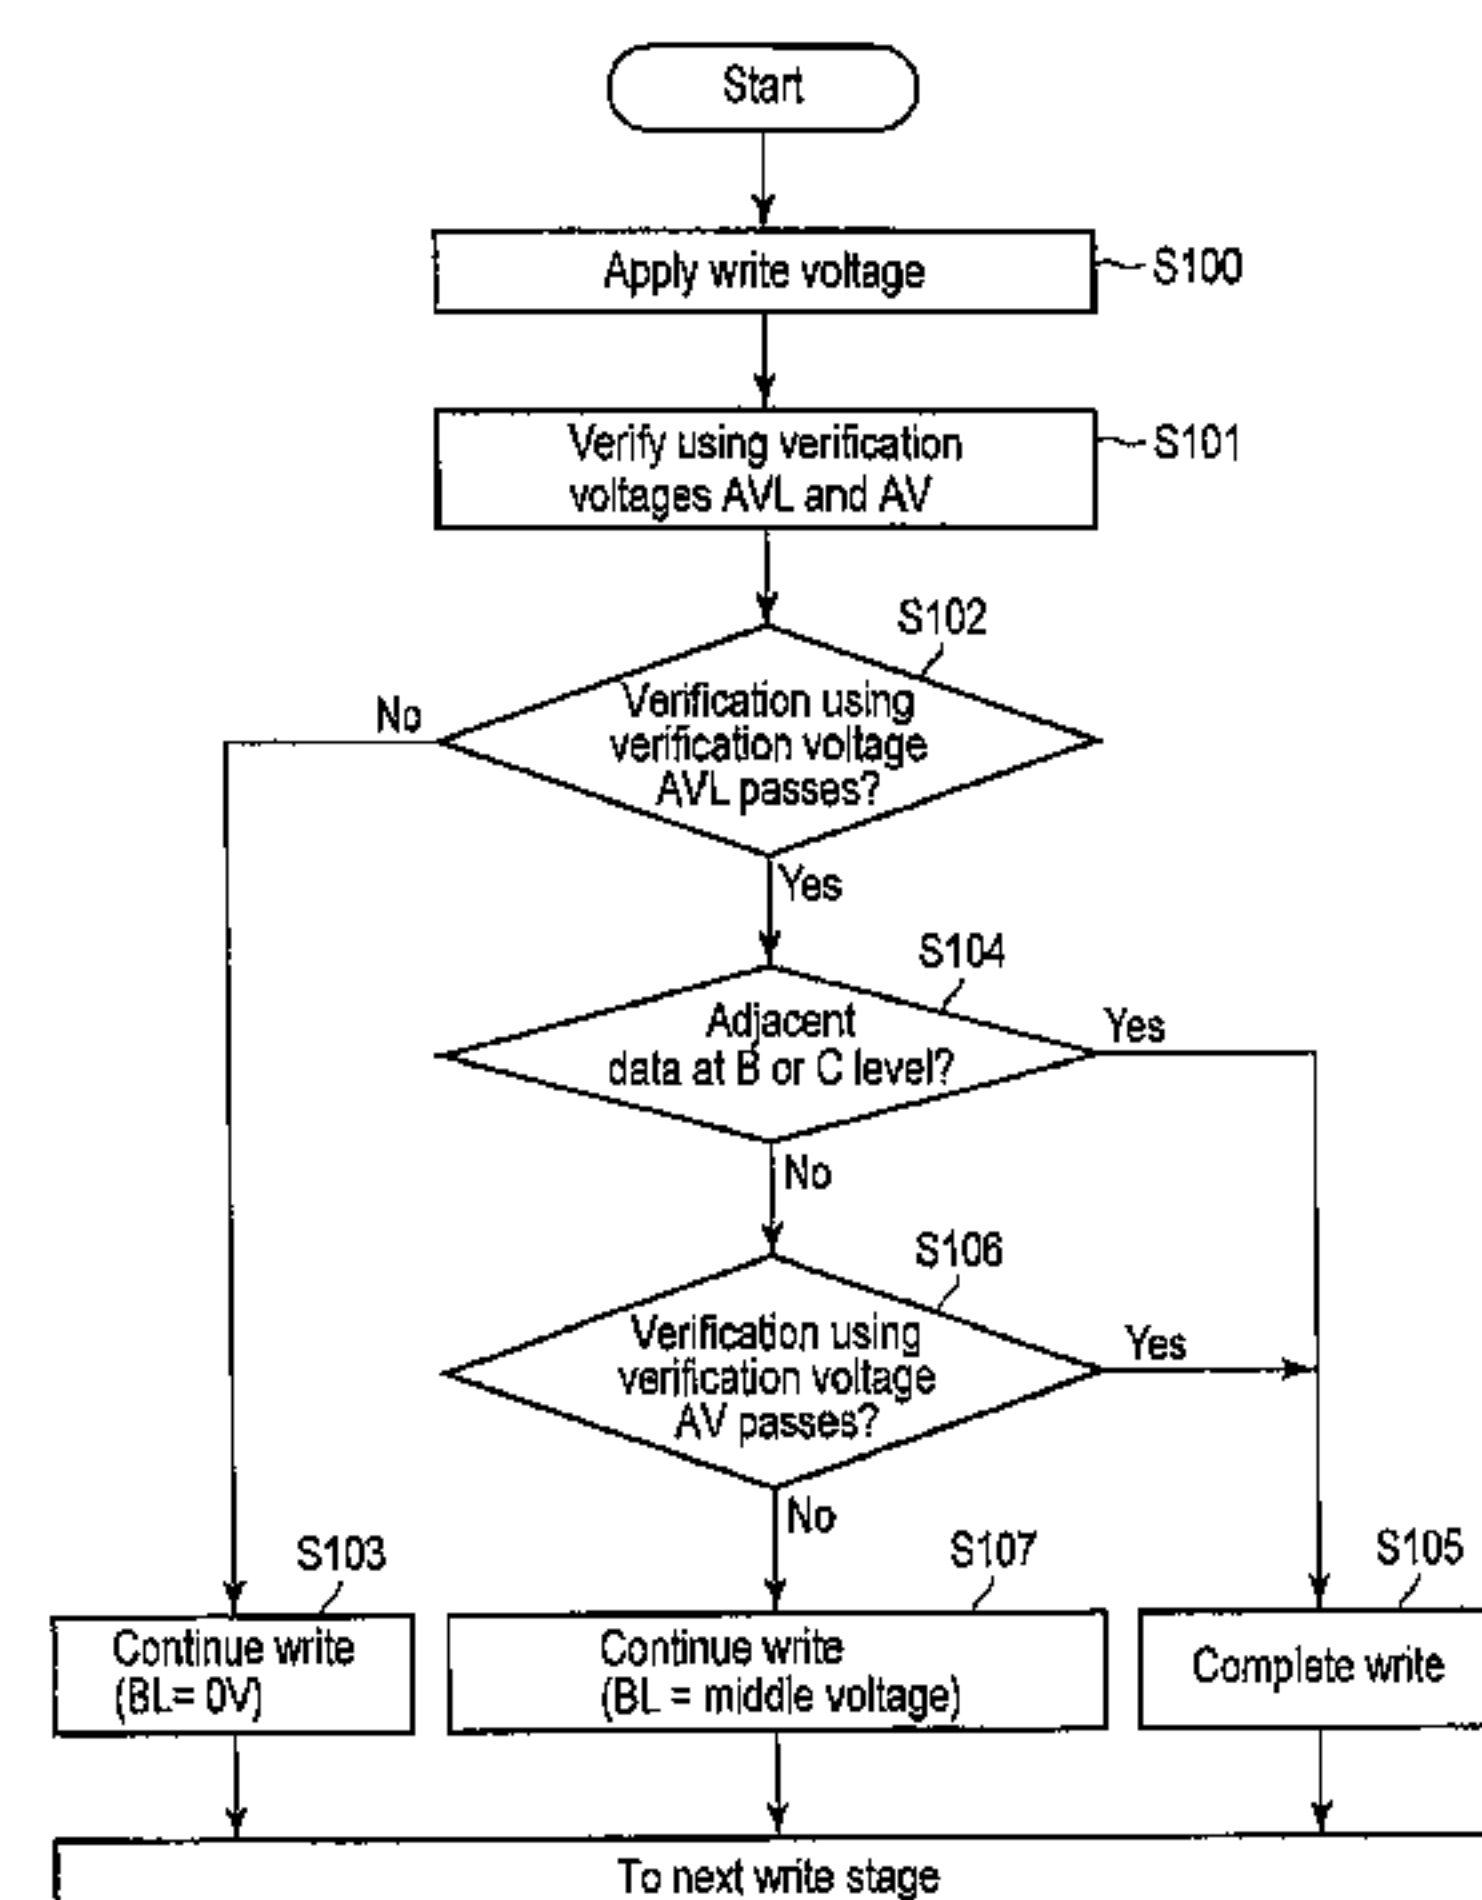 Start
Apply write voltage
S100
Verify using verification
voltages AVL and AV
S101
S102
No
Verification using
verification voltage
AVL passes?
Yes
S104
Adjacent
data at B or C level?
Yes
No
S106
Verification using
verification voltage
AV passes?
Yes
No
S103
S107
S105
Continue write
(BL= 0V)
Continue write
(BL = middle voltage)
Complete write
To next write stage